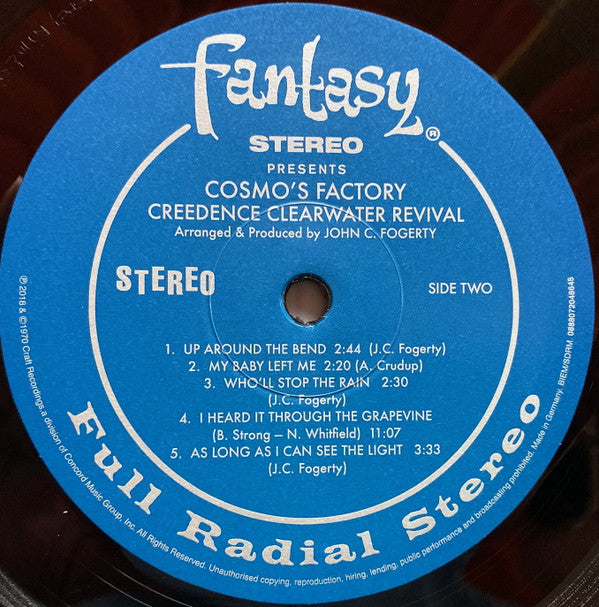 Fantasy®
STEREO
PRESENTS
COSMO'S FACTORY
CREEDENCE CLEARWATER REVIVAL
Arranged & Produced by JOHN C. FOGERTY
STEREO
SIDE TWO
1. UP AROUND THE BEND 2:44 (J.C. Fogerty)
2. MY BABY LEFT ME 2:20 (A. Crudup)
3. WHO'LL STOP THE RAIN 2:30
(J.C. Fogerty)
4. I HEARD IT THROUGH THE GRAPEVINE
(B. Strong – N. Whitfield) 11:07
5. AS LONG AS I CAN SEE THE LIGHT 3:33
(J.C. Fogerty)
Full Radial Stereo
℗ 2018 & ©1970 Craft Recordings, a division of Concord Music Group, Inc. All Rights Reserved. Unauthorised copying, reproduction, hiring, lending, public performance and broadcasting prohibited. Made in Germany. BIEM/SDRM. 0888072048645